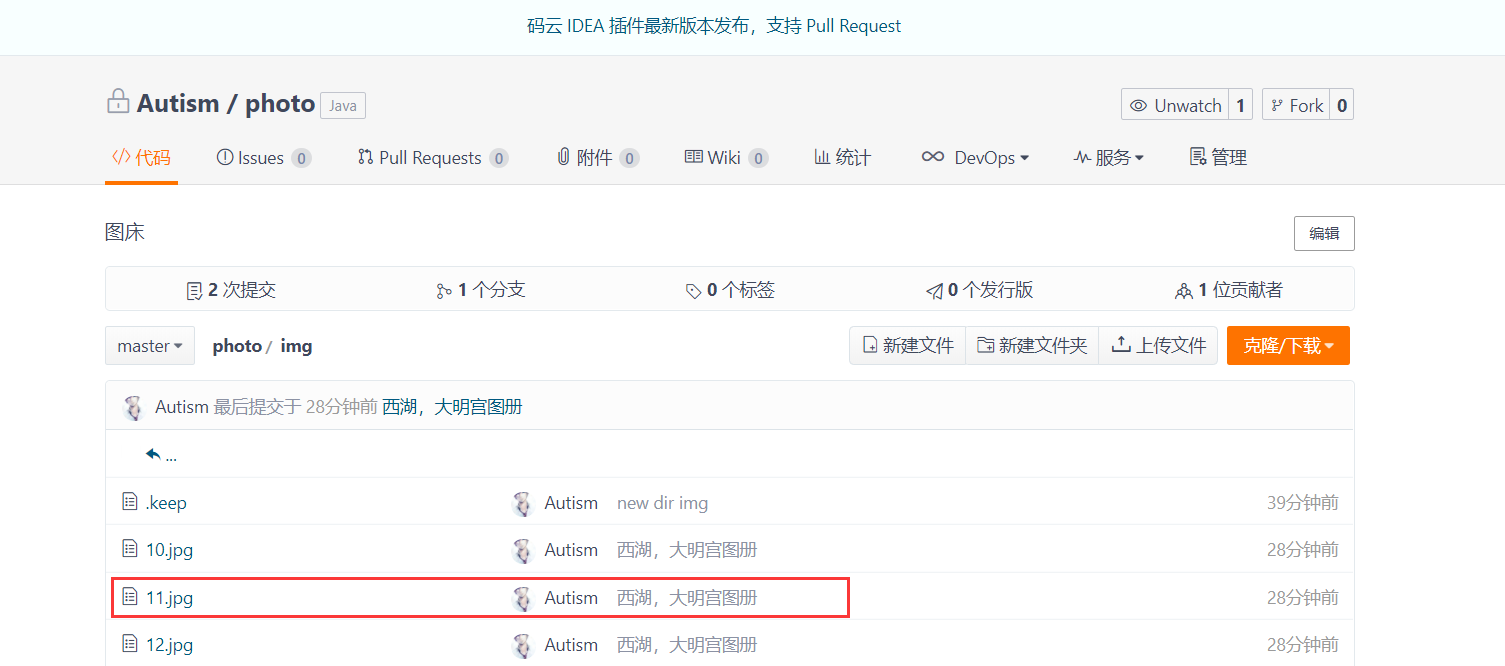 码云 IDEA 插件最新版本发布，支持 Pull Request
Autism / photo Java Unwatch 1 Fork 0
代码 Issues 0 Pull Requests 0 附件 0 Wiki 0 统计 DevOps 服务 管理
图床 编辑
2 次提交 1 个分支 0 个标签 0 个发行版 1 位贡献者
master photo / img 新建文件 新建文件夹 上传文件 克隆/下载
Autism 最后提交于 28分钟前 西湖，大明宫图册
...
.keep Autism new dir img 39分钟前
10.jpg Autism 西湖，大明宫图册 28分钟前
11.jpg Autism 西湖，大明宫图册 28分钟前
12.jpg Autism 西湖，大明宫图册 28分钟前